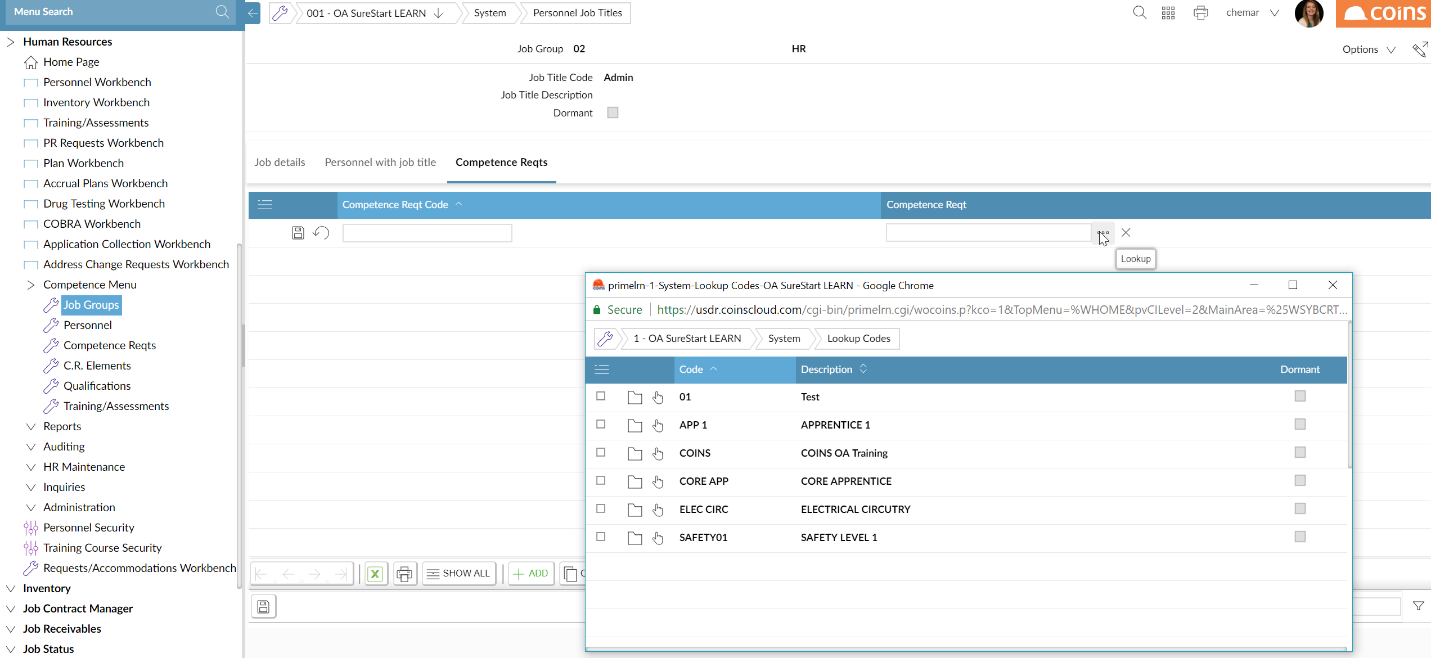 Menu Search
001 - OA SureStart LEARN
System
Personnel Job Titles
chemar
coins
Human Resources
Home Page
Personnel Workbench
Inventory Workbench
Training/Assessments
PR Requests Workbench
Plan Workbench
Accrual Plans Workbench
Drug Testing Workbench
COBRA Workbench
Application Collection Workbench
Address Change Requests Workbench
Competence Menu
Job Groups
Personnel
Competence Reqts
C.R. Elements
Qualifications
Training/Assessments
Reports
Auditing
HR Maintenance
Inquiries
Administration
Personnel Security
Training Course Security
Requests/Accommodations Workbench
Inventory
Job Contract Manager
Job Receivables
Job Status
Job Group 02 HR
Options
Job Title Code Admin
Job Title Description
Dormant
Job details Personnel with job title Competence Reqts
Competence Reqt Code Competence Reqt
Lookup
primelrn-1-System-Lookup Codes-OA SureStart LEARN - Google Chrome
Secure https://usdr.coinscloud.com/cgi-bin/primelrn.cgi/wocoins.p?kco=1&TopMenu=%WHOME&pvCILevel=2&MainArea=%25WSYBCRT...
1 - OA SureStart LEARN System Lookup Codes
Code Description Dormant
01 Test
APP 1 APPRENTICE 1
COINS COINS OA Training
CORE APP CORE APPRENTICE
ELEC CIRC ELECTRICAL CIRCUTRY
SAFETY01 SAFETY LEVEL 1
SHOW ALL ADD